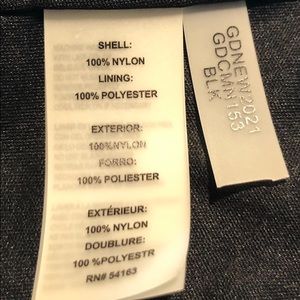 SHELL:
100% NYLON
LINING:
100% POLYESTER
EXTERIOR:
100%NYLON
FORRO:
100% POLIESTER
EXTÉRIEUR:
100% NYLON
DOUBLURE:
100 %POLYESTR
RN# 54163
GDNEW2021
GDCMN153
BLK